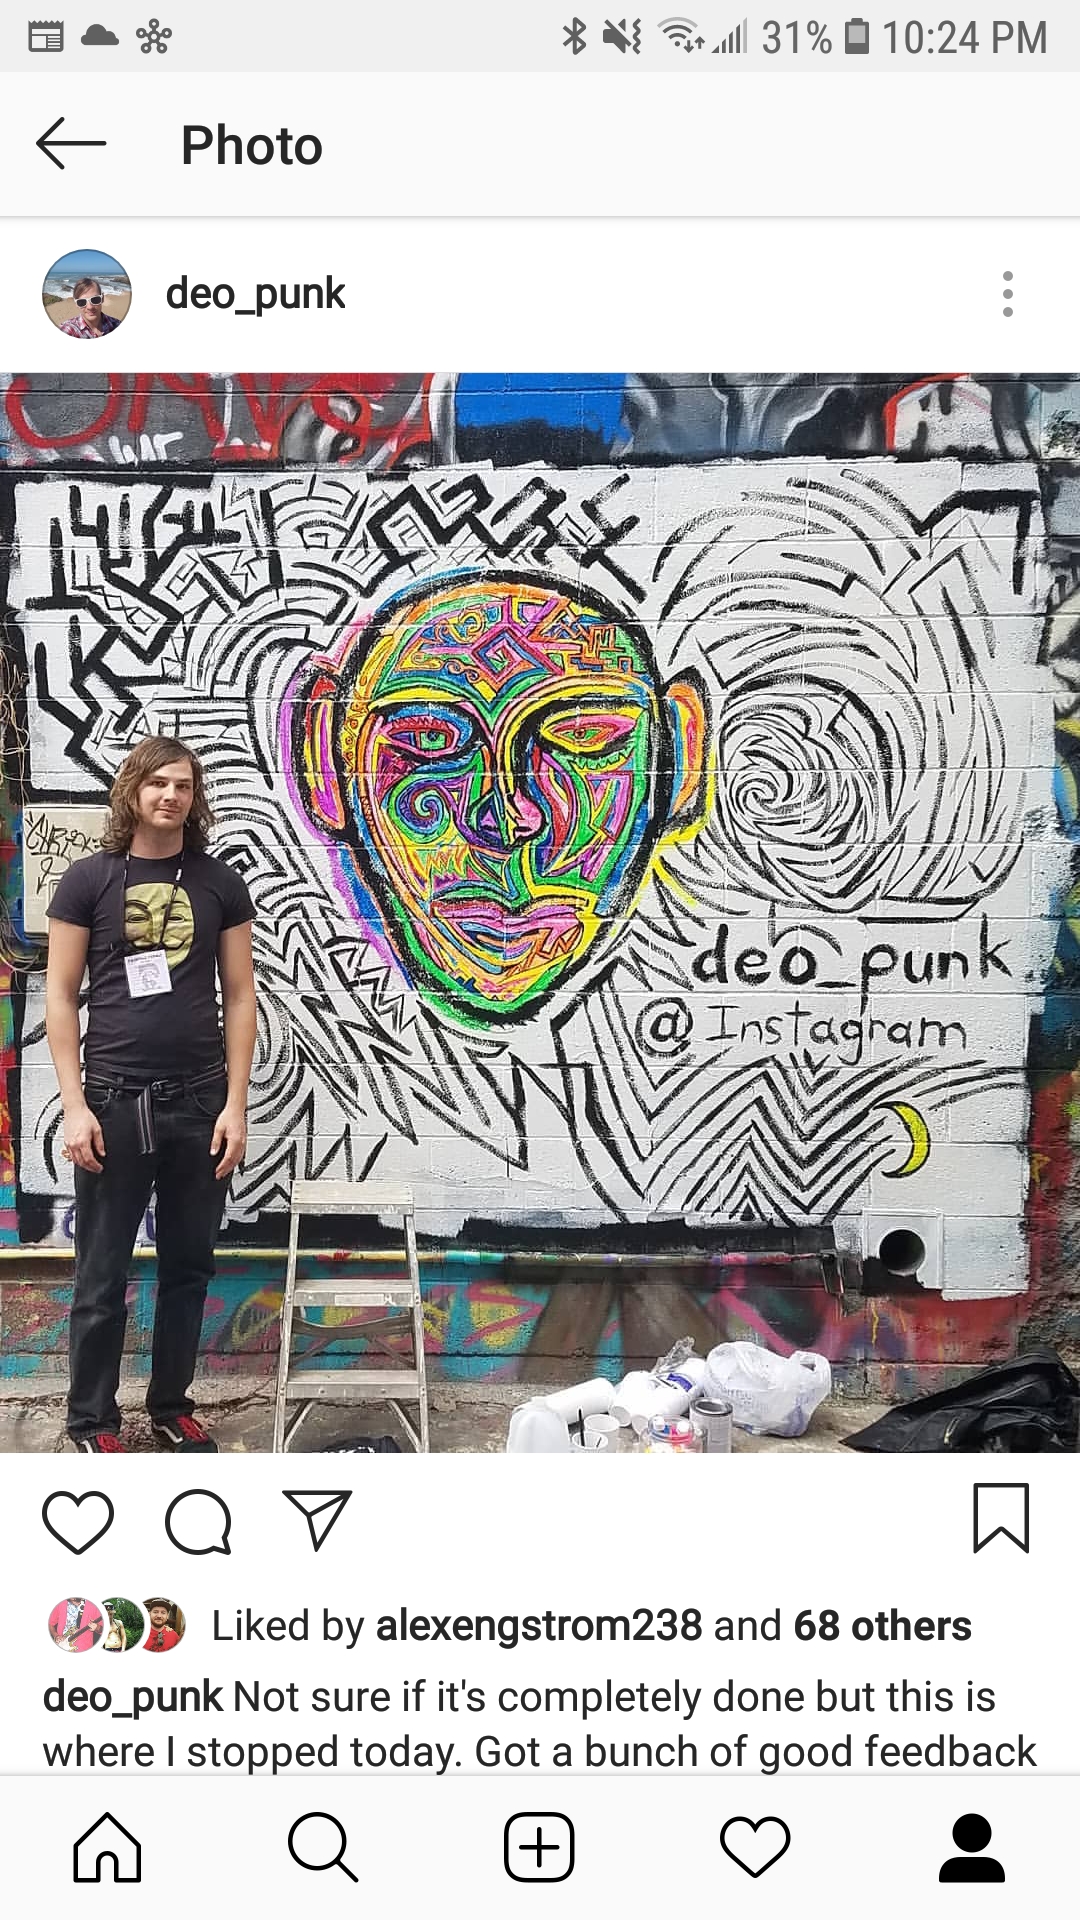 31% 10:24 PM
Photo
deo_punk
deo_punk
@ Instagram
Liked by alexengstrom238 and 68 others
deo_punk Not sure if it's completely done but this is
where I stopped today. Got a bunch of good feedback